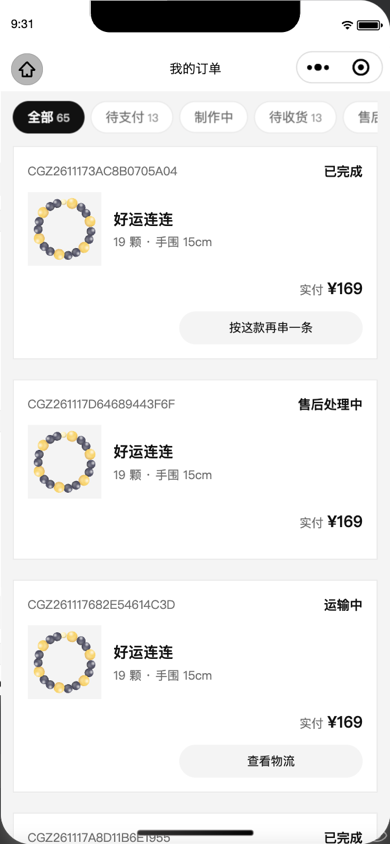 9:31
我的订单
全部 65 待支付 13 制作中 待收货 13 售后
CGZ2611173AC8B0705A04 已完成
好运连连
19 颗 · 手围 15cm
实付 ¥169
按这款再串一条
CGZ261117D64689443F6F 售后处理中
好运连连
19 颗 · 手围 15cm
实付 ¥169
CGZ261117682E54614C3D 运输中
好运连连
19 颗 · 手围 15cm
实付 ¥169
查看物流
CGZ261117A8D11B6E1955 已完成